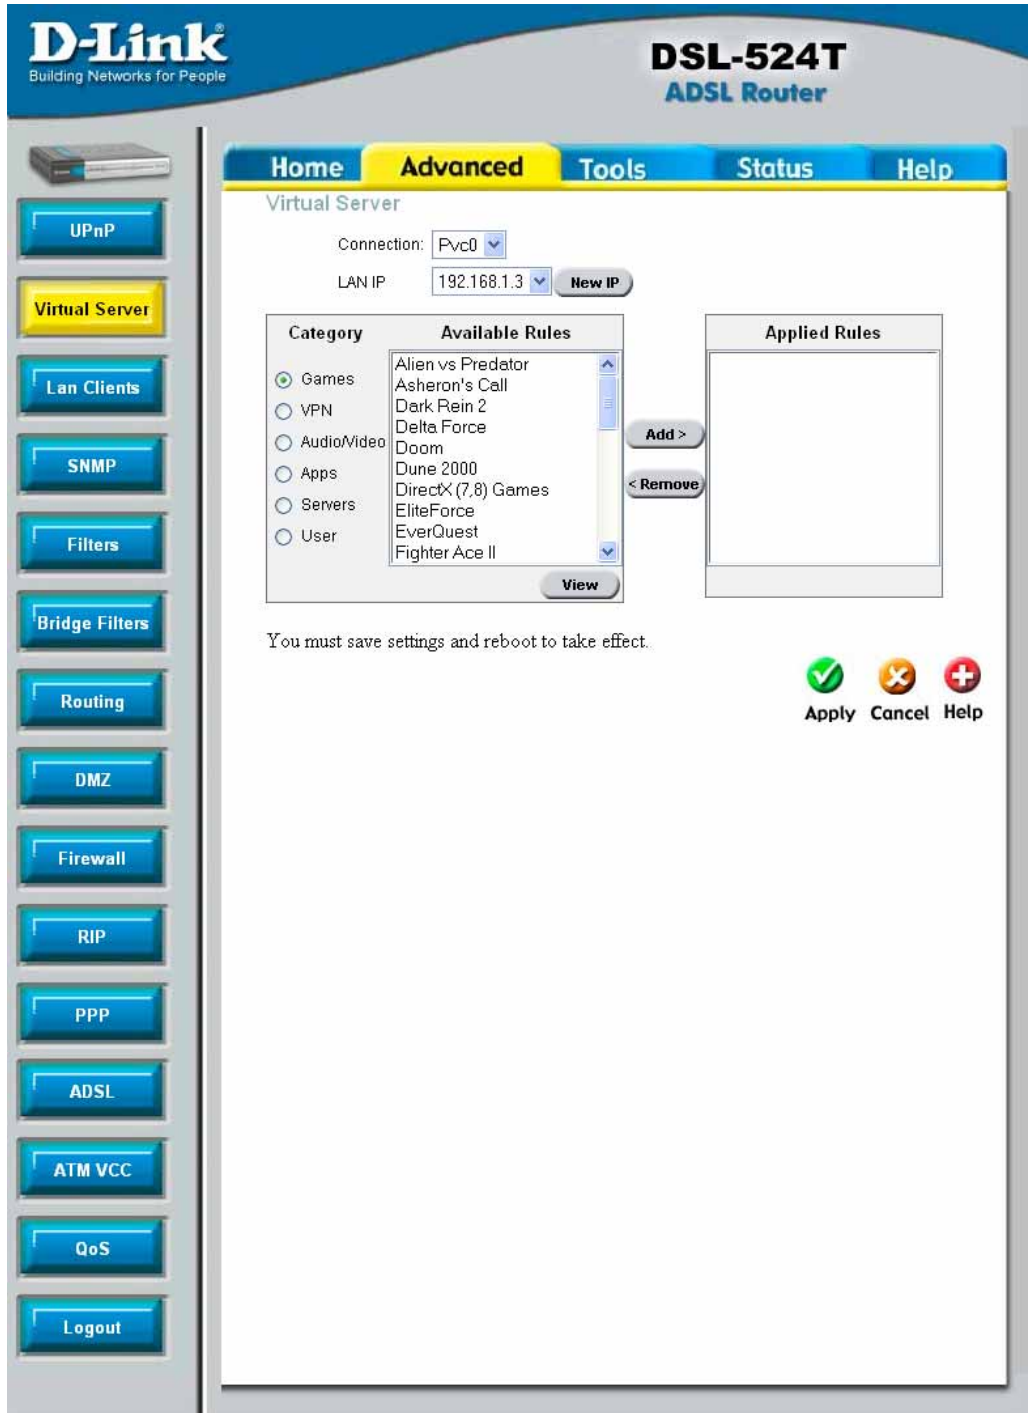 D-Link
Building Networks for People
DSL-524T
ADSL Router
Home Advanced Tools Status Help
UPnP
Virtual Server
Lan Clients
SNMP
Filters
Bridge Filters
Routing
DMZ
Firewall
RIP
PPP
ADSL
ATM VCC
QoS
Logout
Virtual Server
Connection: Pvc0
LAN IP 192.168.1.3 New IP
Category Available Rules
Games
VPN
Audio/Video
Apps
Servers
User
Alien vs Predator
Asheron's Call
Dark Rein 2
Delta Force
Doom
Dune 2000
DirectX (7,8) Games
EliteForce
EverQuest
Fighter Ace II
View
Add >
< Remove
Applied Rules
You must save settings and reboot to take effect.
Apply Cancel Help